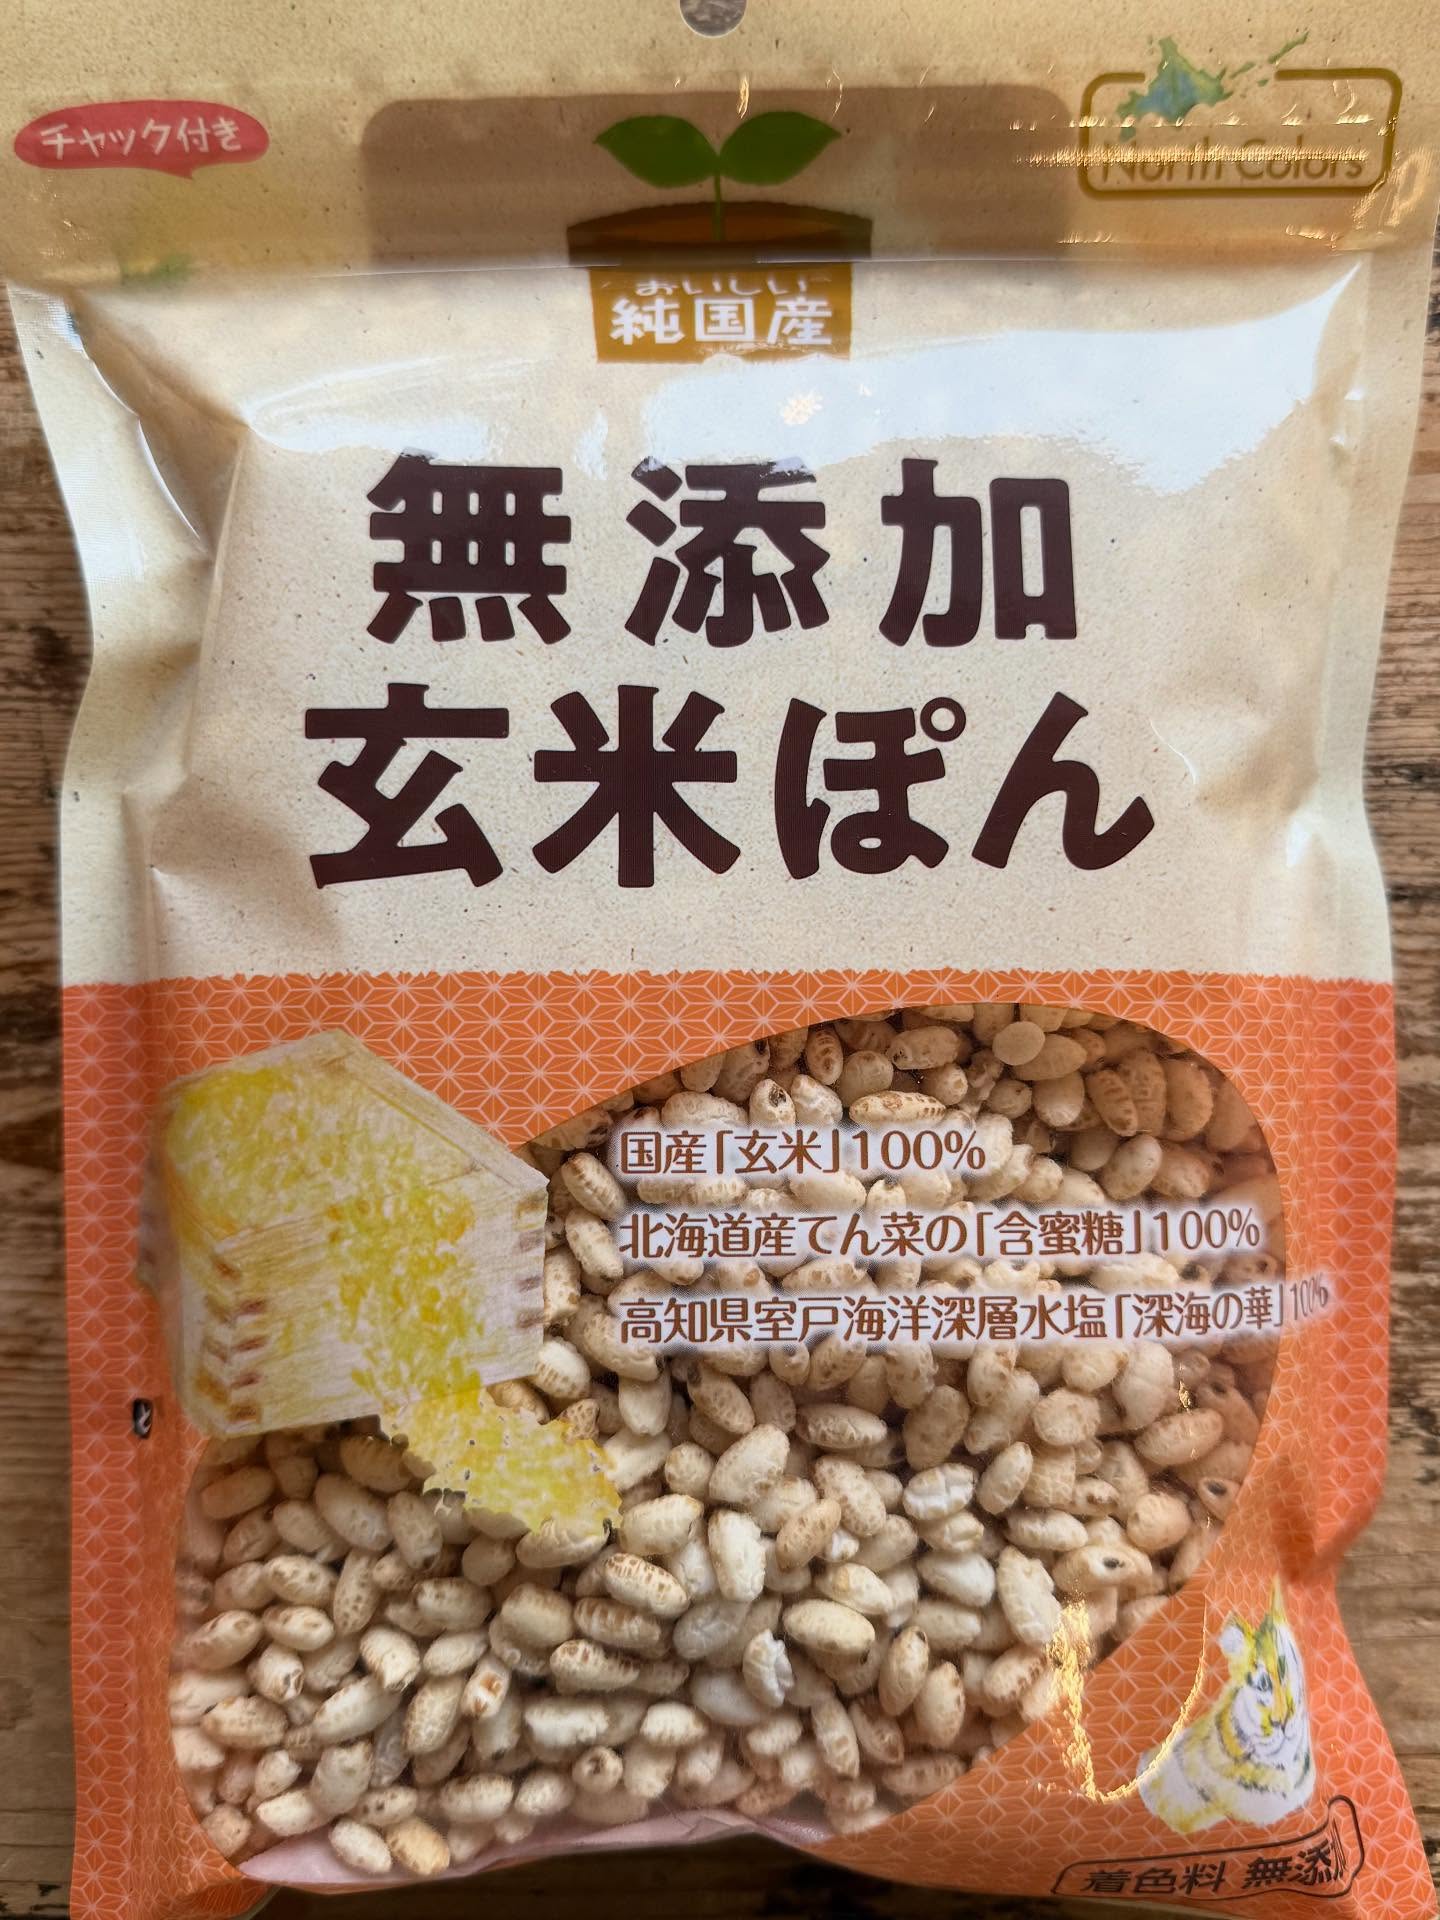 チャック付き
North Colors
おいしい
純国産
無添加
玄米ぽん
国産「玄米」100%
北海道産てん菜の「含蜜糖」100%
高知県室戸海洋深層水塩「深海の華」100%
着色料 無添